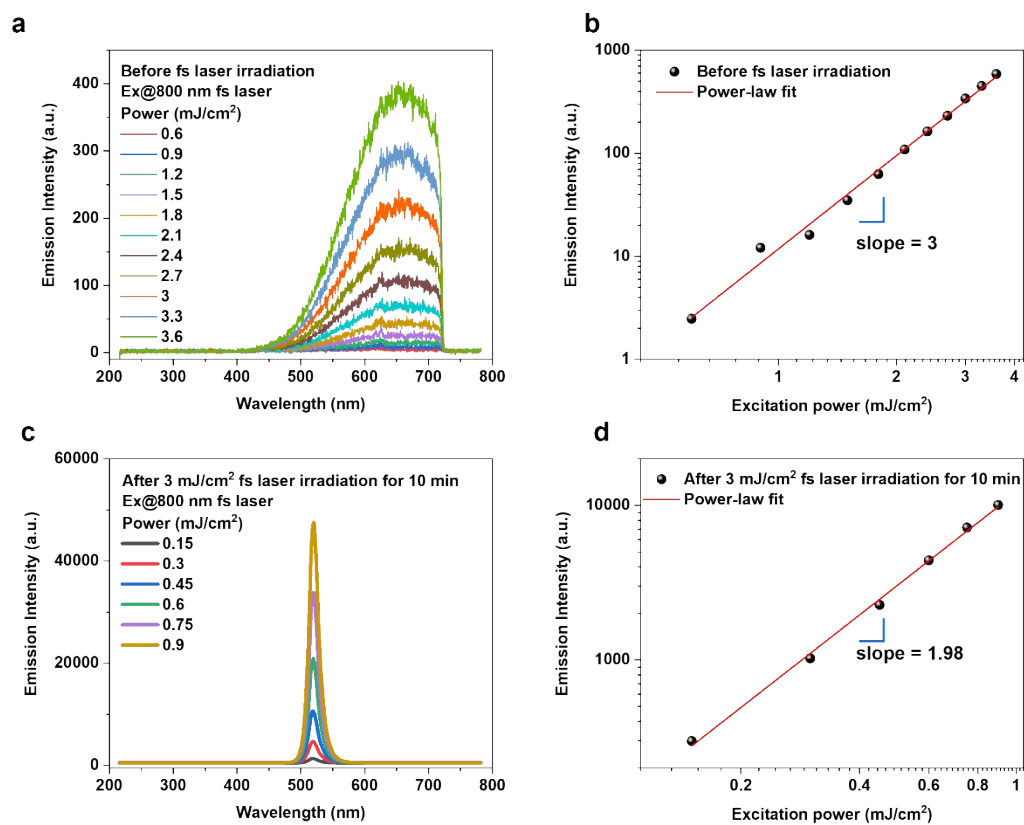 a
Before fs laser irradiation
Ex@800 nm fs laser
Power (mJ/cm²)
0.6
0.9
1.2
1.5
1.8
2.1
2.4
2.7
3
3.3
3.6
Emission Intensity (a.u.)
400
300
200
100
0
200 300 400 500 600 700 800
Wavelength (nm)
b
Before fs laser irradiation
Power-law fit
slope = 3
Emission Intensity (a.u.)
1000
100
10
1
1 2 3 4
Excitation power (mJ/cm²)
c
After 3 mJ/cm² fs laser irradiation for 10 min
Ex@800 nm fs laser
Power (mJ/cm²)
0.15
0.3
0.45
0.6
0.75
0.9
Emission Intensity (a.u.)
60000
40000
20000
0
200 300 400 500 600 700 800
Wavelength (nm)
d
After 3 mJ/cm² fs laser irradiation for 10 min
Power-law fit
slope = 1.98
Emission Intensity (a.u.)
10000
1000
0.2 0.4 0.6 0.8 1
Excitation power (mJ/cm²)